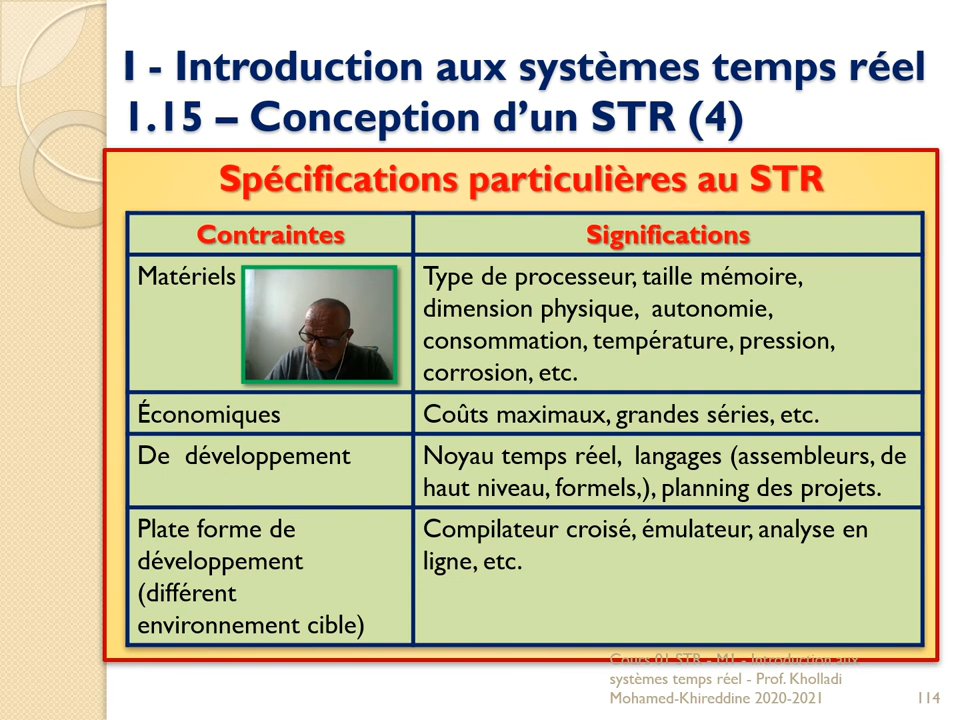 I - Introduction aux systèmes temps réel
1.15 – Conception d’un STR (4)
Spécifications particulières au STR
Contraintes
Significations
Matériels
Type de processeur, taille mémoire,
dimension physique, autonomie,
consommation, température, pression,
corrosion, etc.
Économiques
Coûts maximaux, grandes séries, etc.
De développement
Noyau temps réel, langages (assembleurs, de
haut niveau, formels,), planning des projets.
Plate forme de
développement
(différent
environnement cible)
Compilateur croisé, émulateur, analyse en
ligne, etc.
Cours 01 STR - M1 - Introduction aux
systèmes temps réel - Prof. Kholladi
Mohamed-Khireddine 2020-2021
114